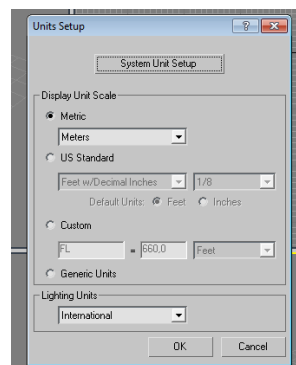 Units Setup
System Unit Setup
Display Unit Scale
Metric
Meters
US Standard
Feet w/Decimal Inches 1/8
Default Units: Feet Inches
Custom
FL = 660,0 Feet
Generic Units
Lighting Units
International
OK Cancel